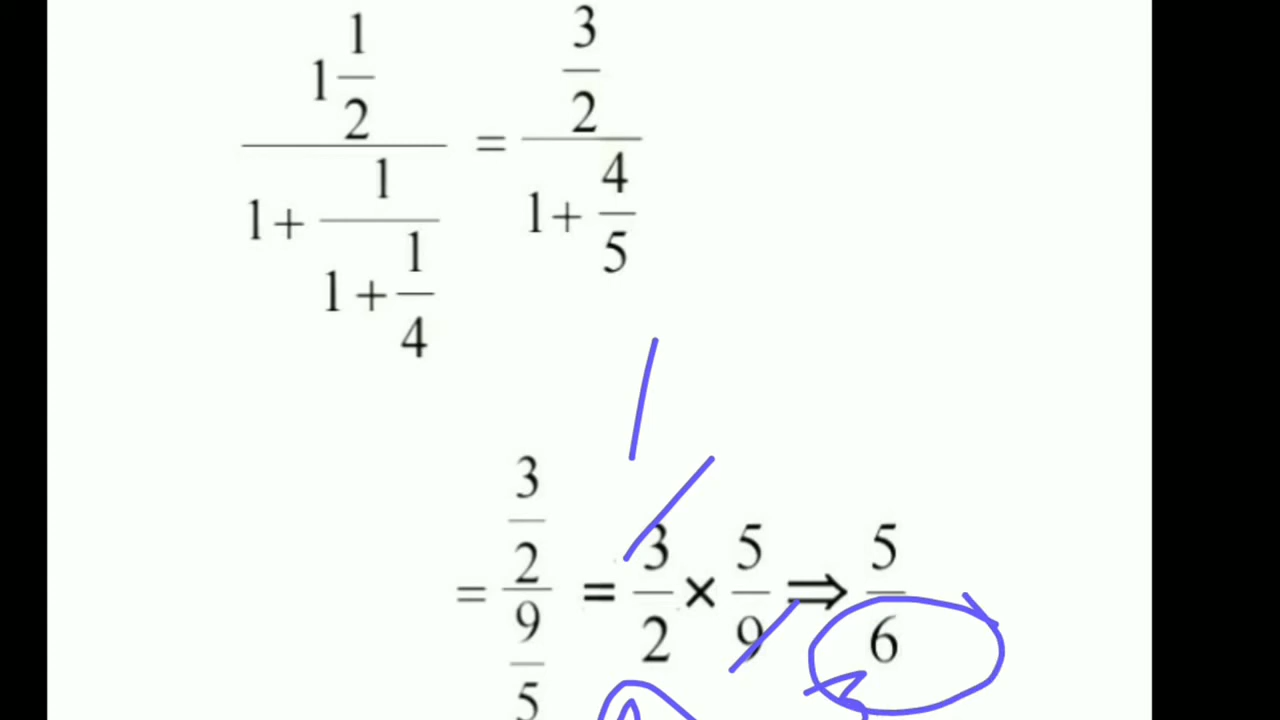 1 1/2 / (1 + 1/(1 + 1/4)) = 3/2 / (1 + 4/5)
1
= 3/2 / 9/5 = 3/2 × 5/9 ⇒ 5/6